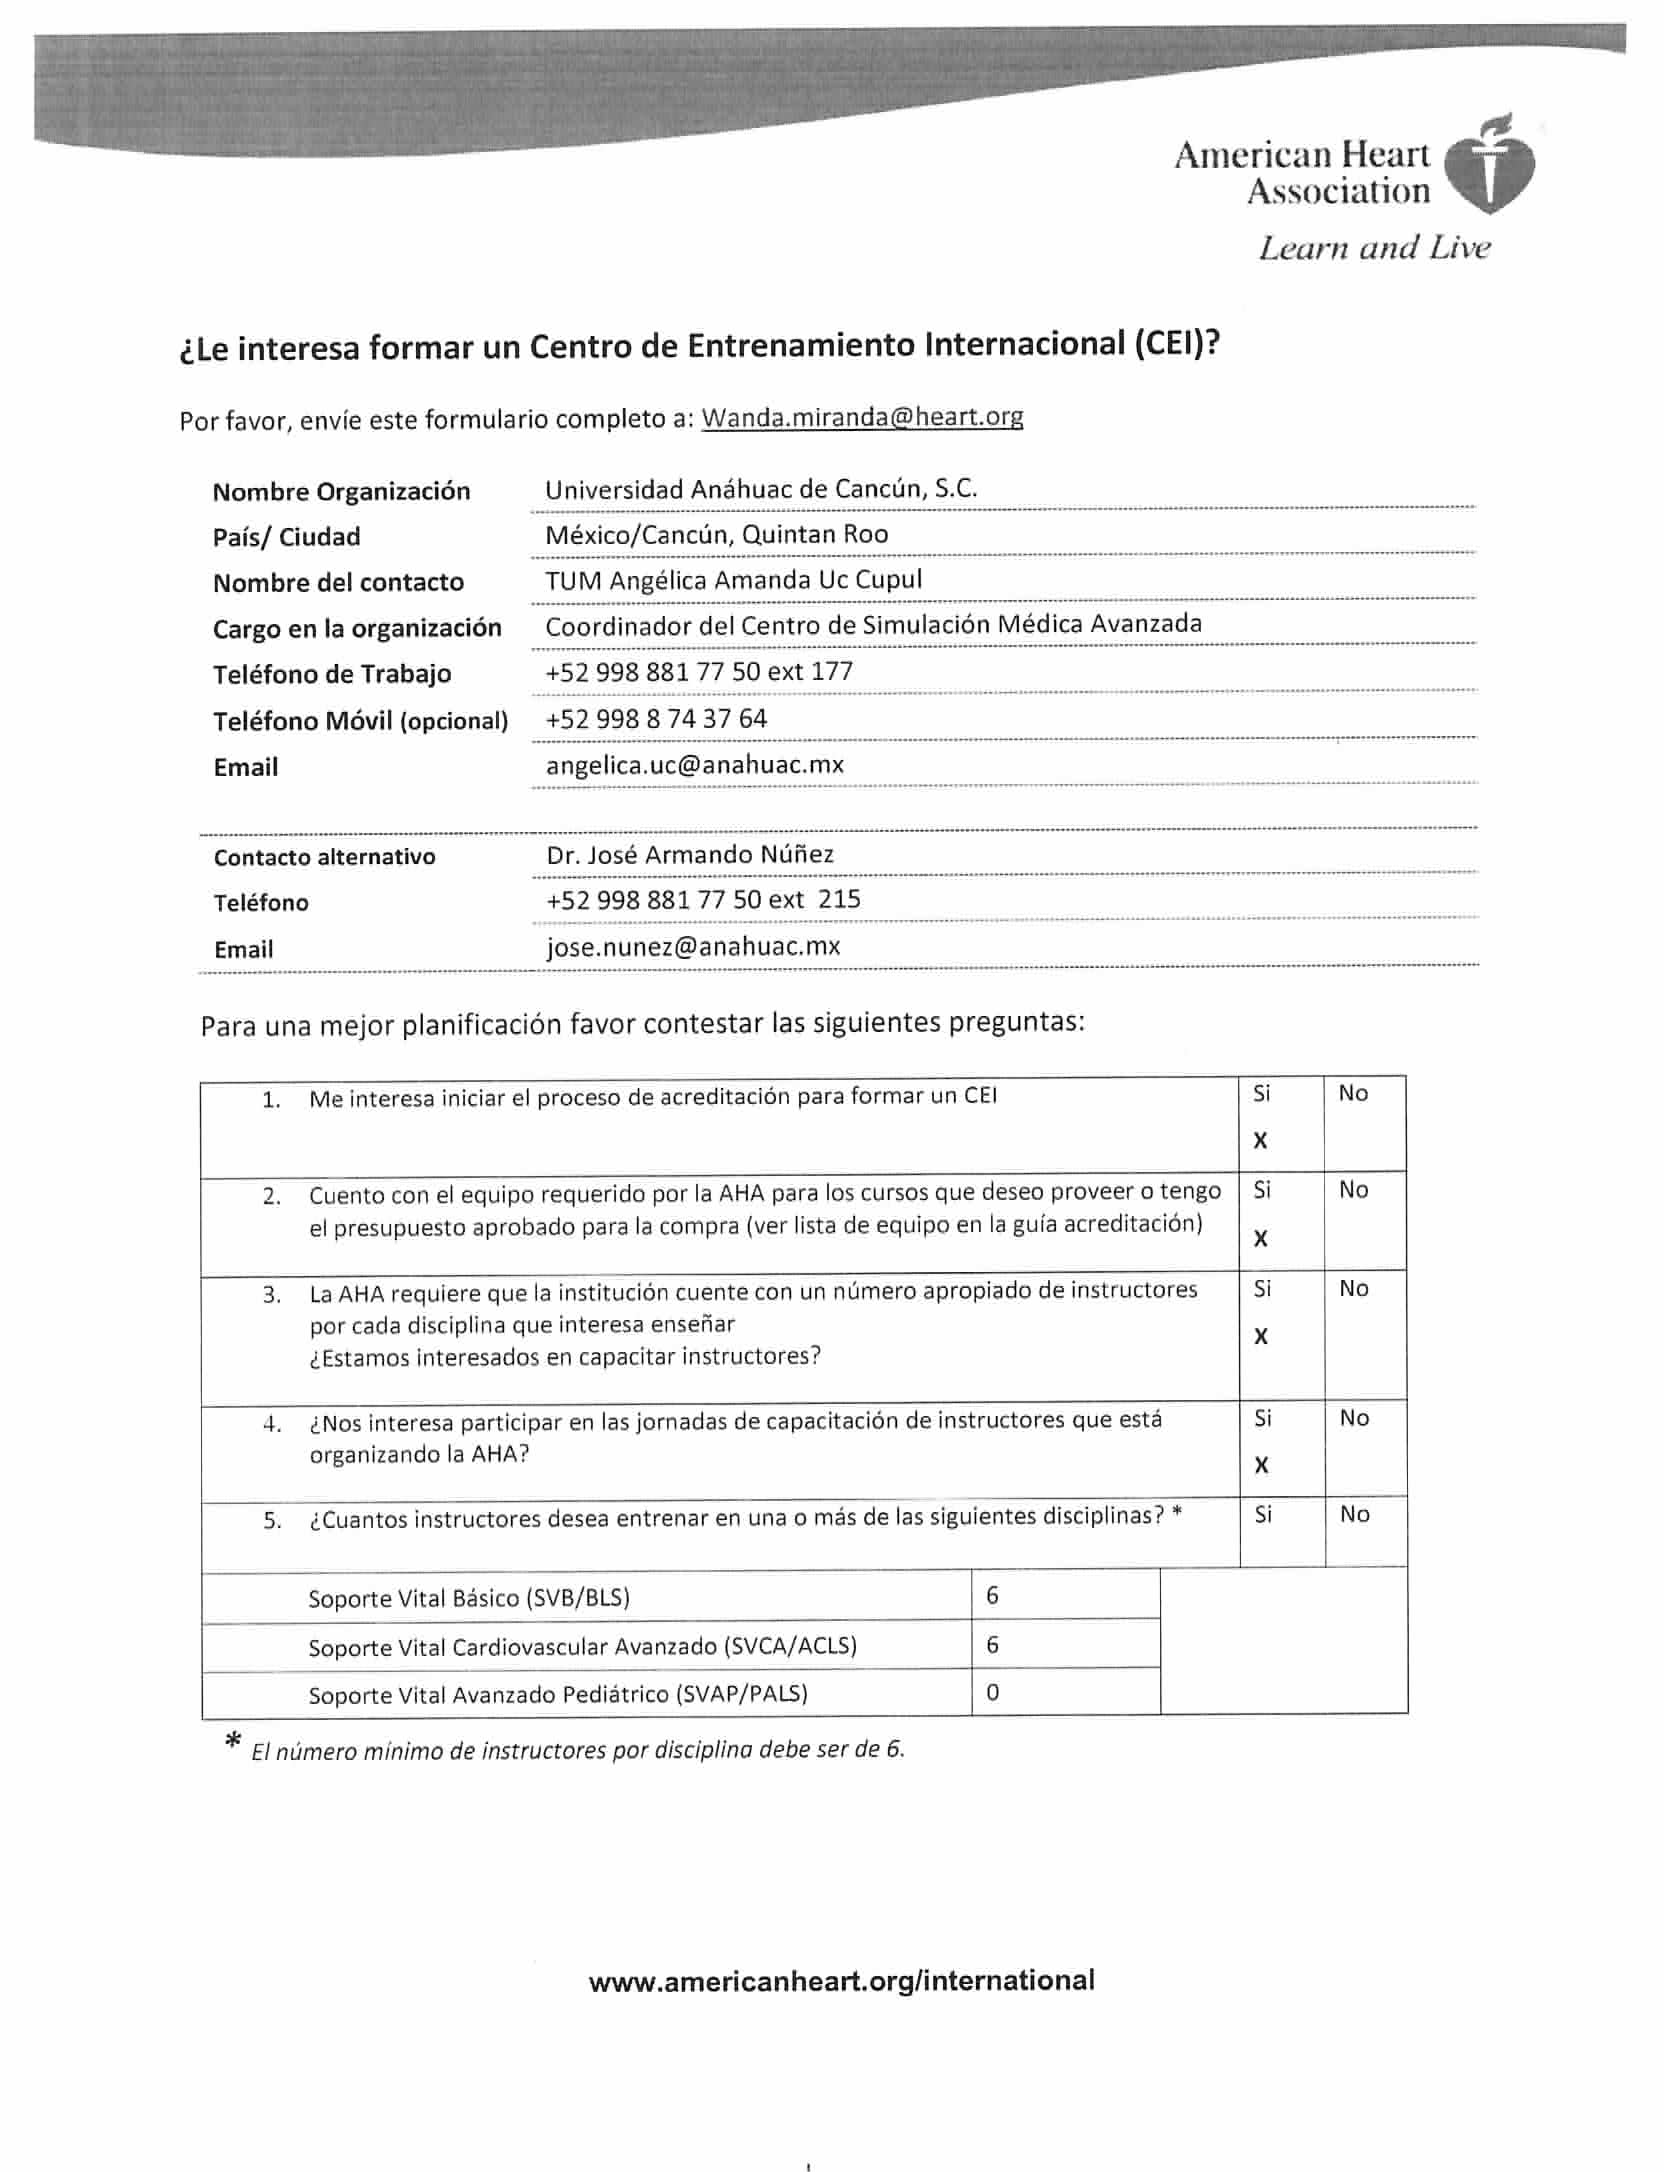 American Heart
Association
Learn and Live
¿Le interesa formar un Centro de Entrenamiento Internacional (CEI)?
Por favor, envíe este formulario completo a: Wanda.miranda@heart.org
Nombre Organización Universidad Anáhuac de Cancún, S.C.
País/ Ciudad México/Cancún, Quintan Roo
Nombre del contacto TUM Angélica Amanda Uc Cupul
Cargo en la organización Coordinador del Centro de Simulación Médica Avanzada
Teléfono de Trabajo +52 998 881 77 50 ext 177
Teléfono Móvil (opcional) +52 998 8 74 37 64
Email angelica.uc@anahuac.mx
Contacto alternativo Dr. José Armando Núñez
Teléfono +52 998 881 77 50 ext 215
Email jose.nunez@anahuac.mx
Para una mejor planificación favor contestar las siguientes preguntas:
1. Me interesa iniciar el proceso de acreditación para formar un CEI Si No
X
2. Cuento con el equipo requerido por la AHA para los cursos que deseo proveer o tengo Si No
el presupuesto aprobado para la compra (ver lista de equipo en la guía acreditación)
X
3. La AHA requiere que la institución cuente con un número apropiado de instructores Si No
por cada disciplina que interesa enseñar
X
¿Estamos interesados en capacitar instructores?
4. ¿Nos interesa participar en las jornadas de capacitación de instructores que está Si No
organizando la AHA?
X
5. ¿Cuantos instructores desea entrenar en una o más de las siguientes disciplinas? * Si No
Soporte Vital Básico (SVB/BLS) 6
Soporte Vital Cardiovascular Avanzado (SVCA/ACLS) 6
Soporte Vital Avanzado Pediátrico (SVAP/PALS) 0
* El número mínimo de instructores por disciplina debe ser de 6.
www.americanheart.org/international